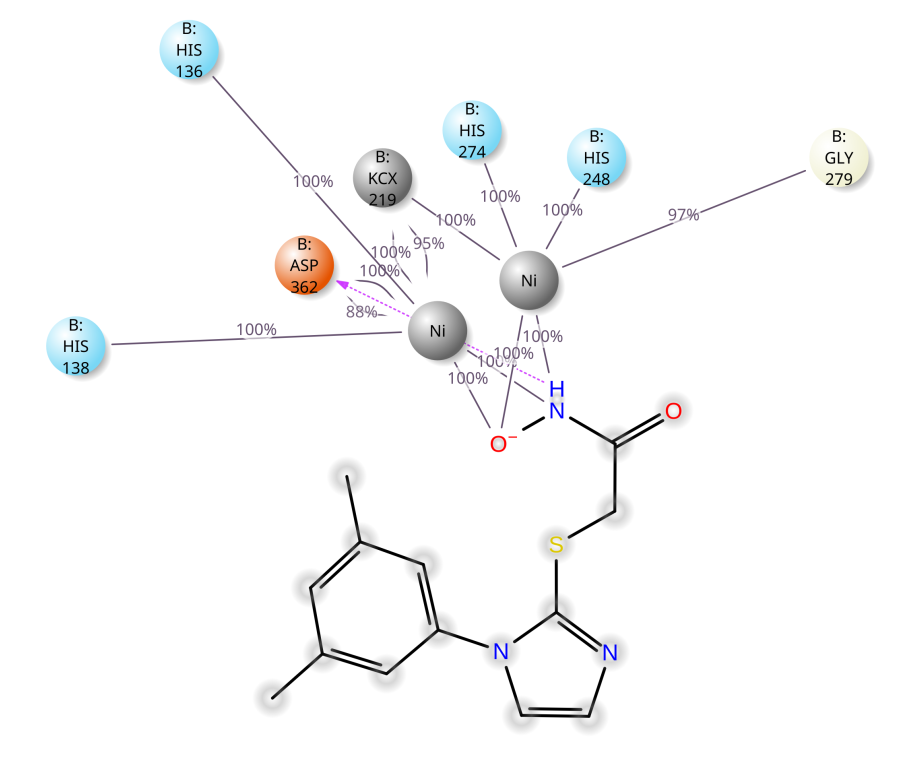 B:
HIS
136
B:
HIS
274
B:
HIS
248
B:
GLY
279
B:
KCX
219
100%
100%
100%
100%
97%
95%
100%
B:
ASP
362
100%
Ni
88%
Ni
B:
HIS
138
100%
100%
100%
100%
100%
H
N
O
O⁻
S
N
N